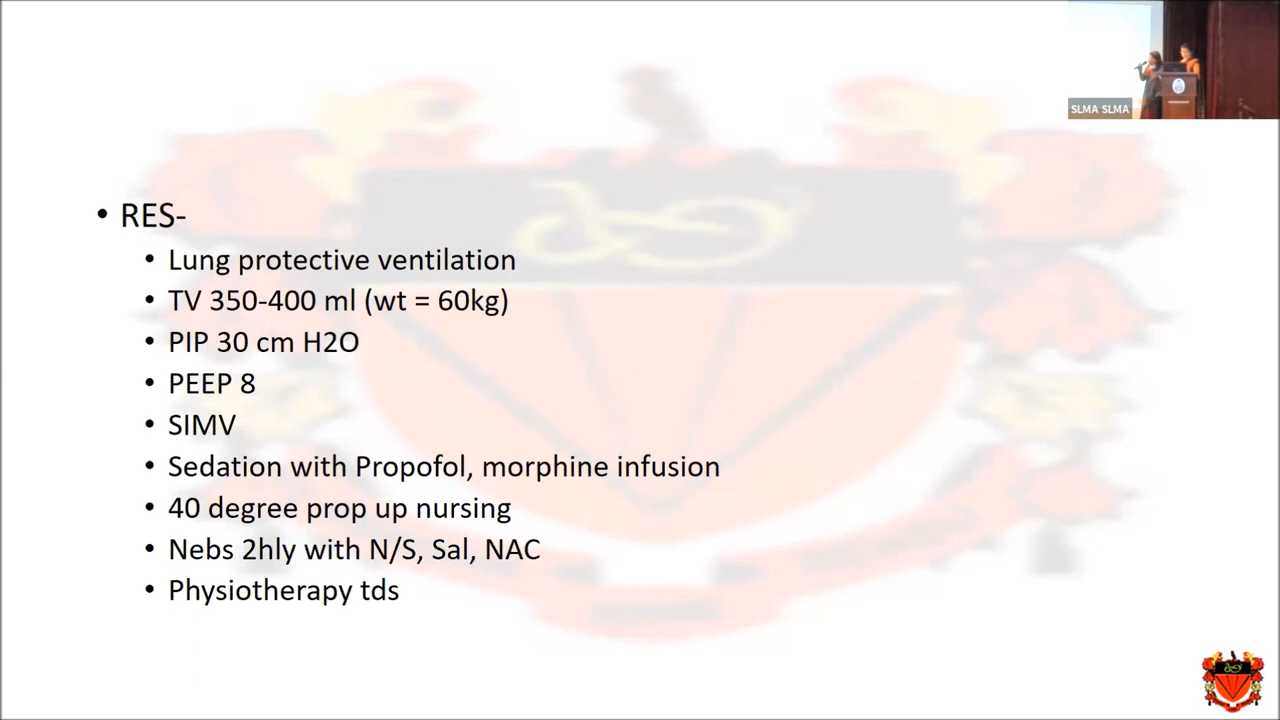 SLMA SLMA
• RES-
• Lung protective ventilation
• TV 350-400 ml (wt = 60kg)
• PIP 30 cm H2O
• PEEP 8
• SIMV
• Sedation with Propofol, morphine infusion
• 40 degree prop up nursing
• Nebs 2hly with N/S, Sal, NAC
• Physiotherapy tds